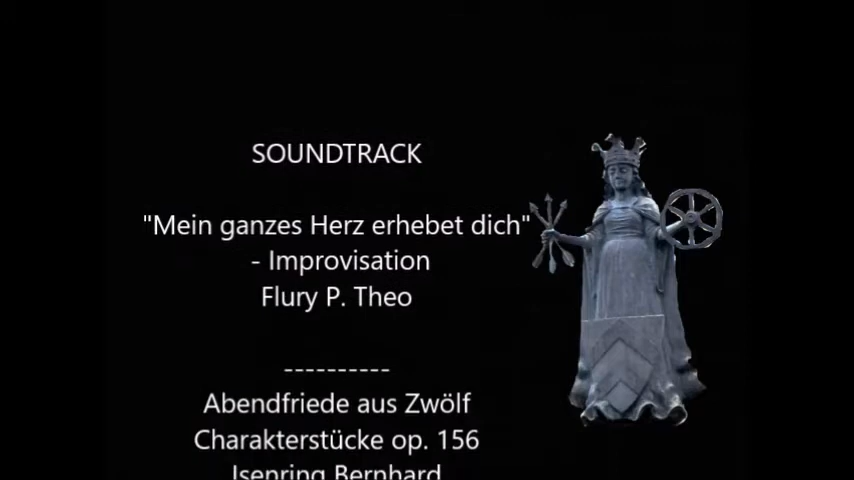 SOUNDTRACK
"Mein ganzes Herz erhebet dich"
- Improvisation
Flury P. Theo
----------
Abendfriede aus Zwölf
Charakterstücke op. 156
Isenring Bernhard